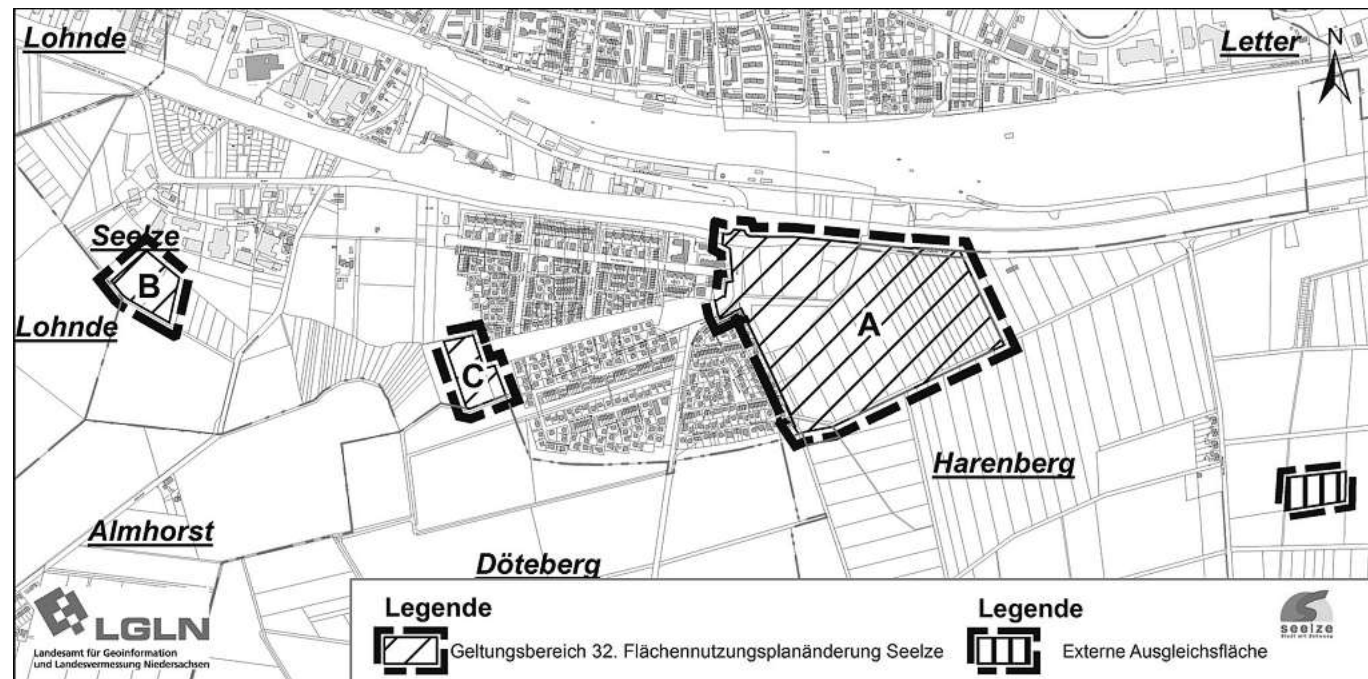 Lohnde
Letter
N
Seelze
B
Lohnde
A
C
Harenberg
Almhorst
Döteberg
LGLN
Landesamt für Geoinformation
und Landesvermessung Niedersachsen
Legende
Geltungsbereich 32. Flächennutzungsplanänderung Seelze
Legende
Externe Ausgleichsfläche
seelze